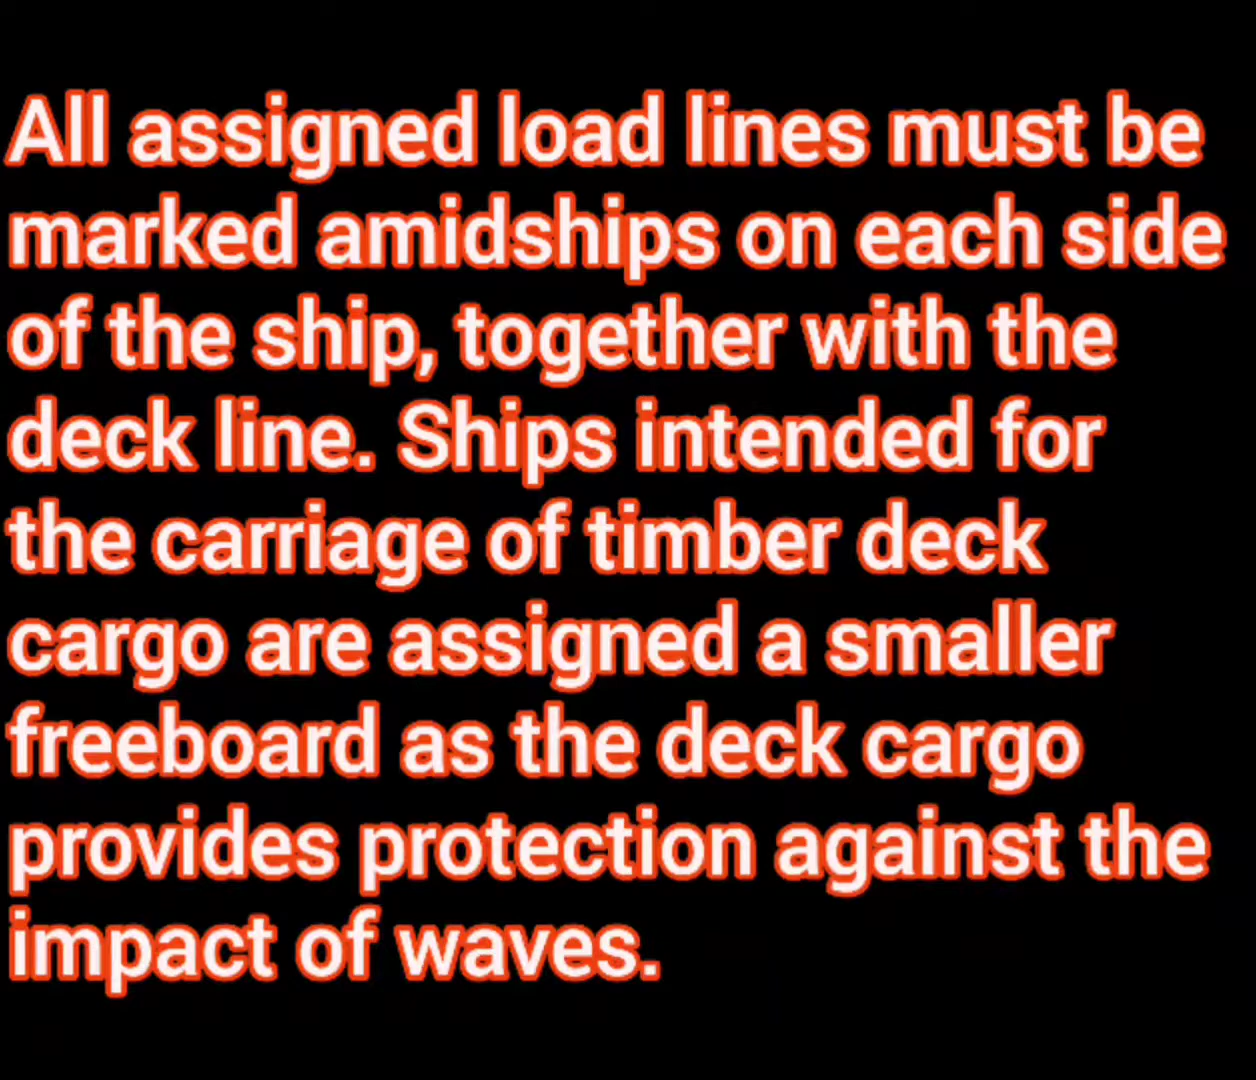 All assigned load lines must be
marked amidships on each side
of the ship, together with the
deck line. Ships intended for
the carriage of timber deck
cargo are assigned a smaller
freeboard as the deck cargo
provides protection against the
impact of waves.